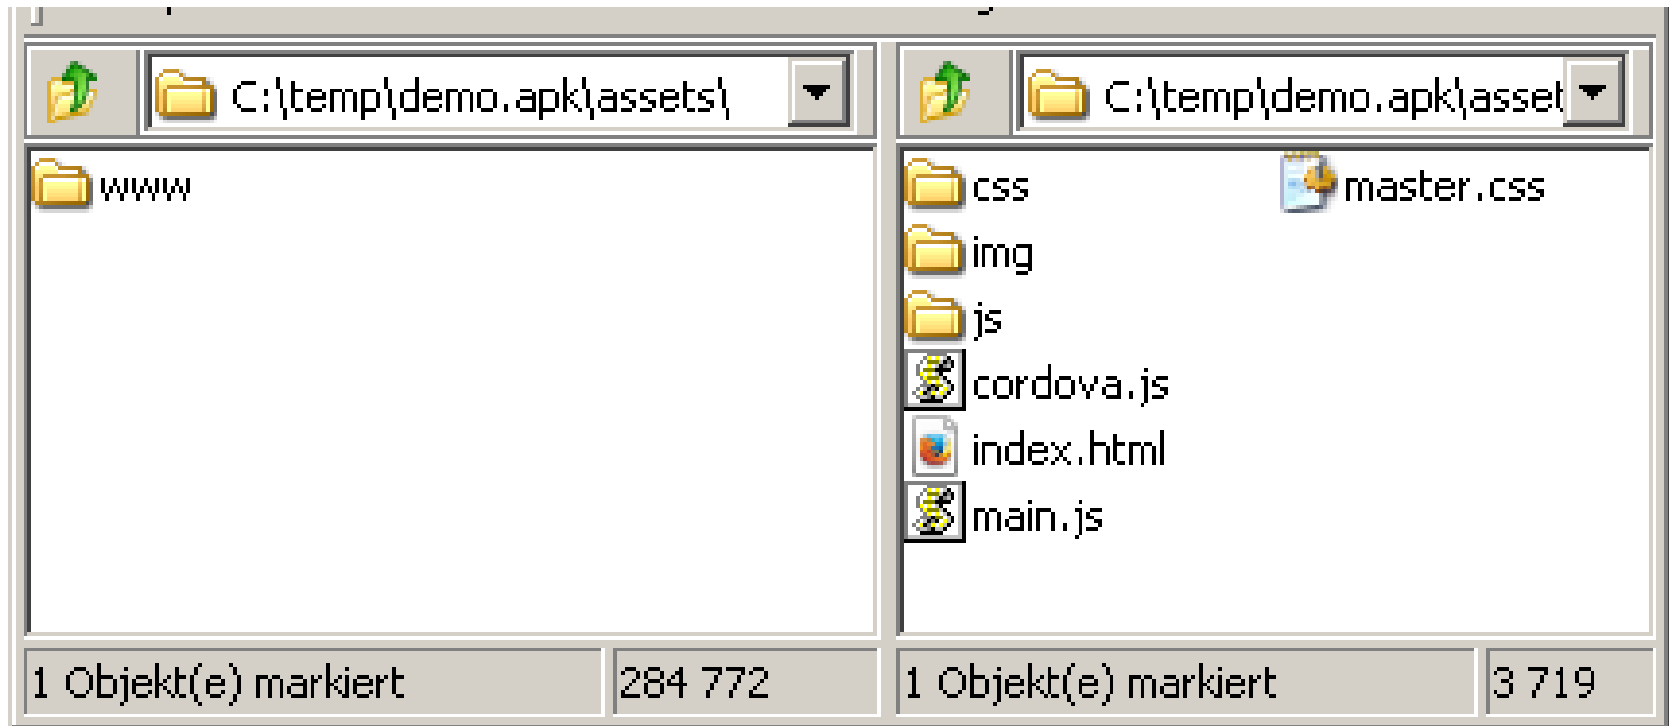 C:\temp\demo.apk\assets\
www
1 Objekt(e) markiert
284 772
C:\temp\demo.apk\asset
css
img
js
cordova.js
index.html
main.js
master.css
1 Objekt(e) markiert
3 719